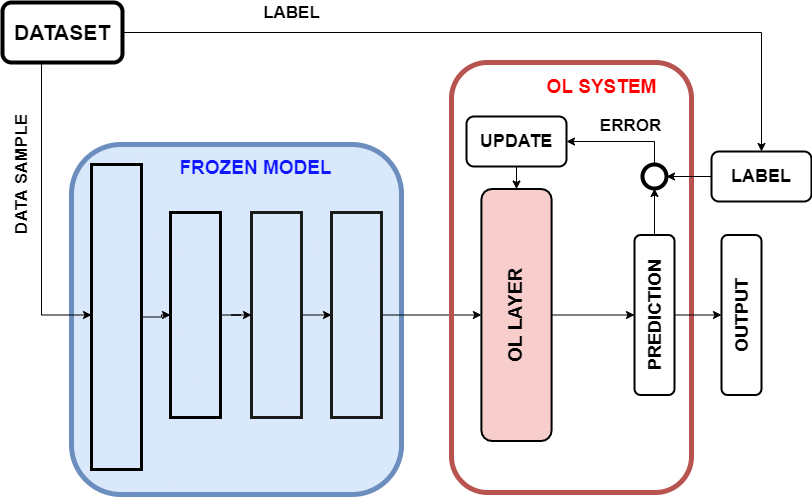 LABEL
DATASET
OL SYSTEM
DATA SAMPLE
ERROR
UPDATE
FROZEN MODEL
LABEL
OL LAYER
PREDICTION
OUTPUT